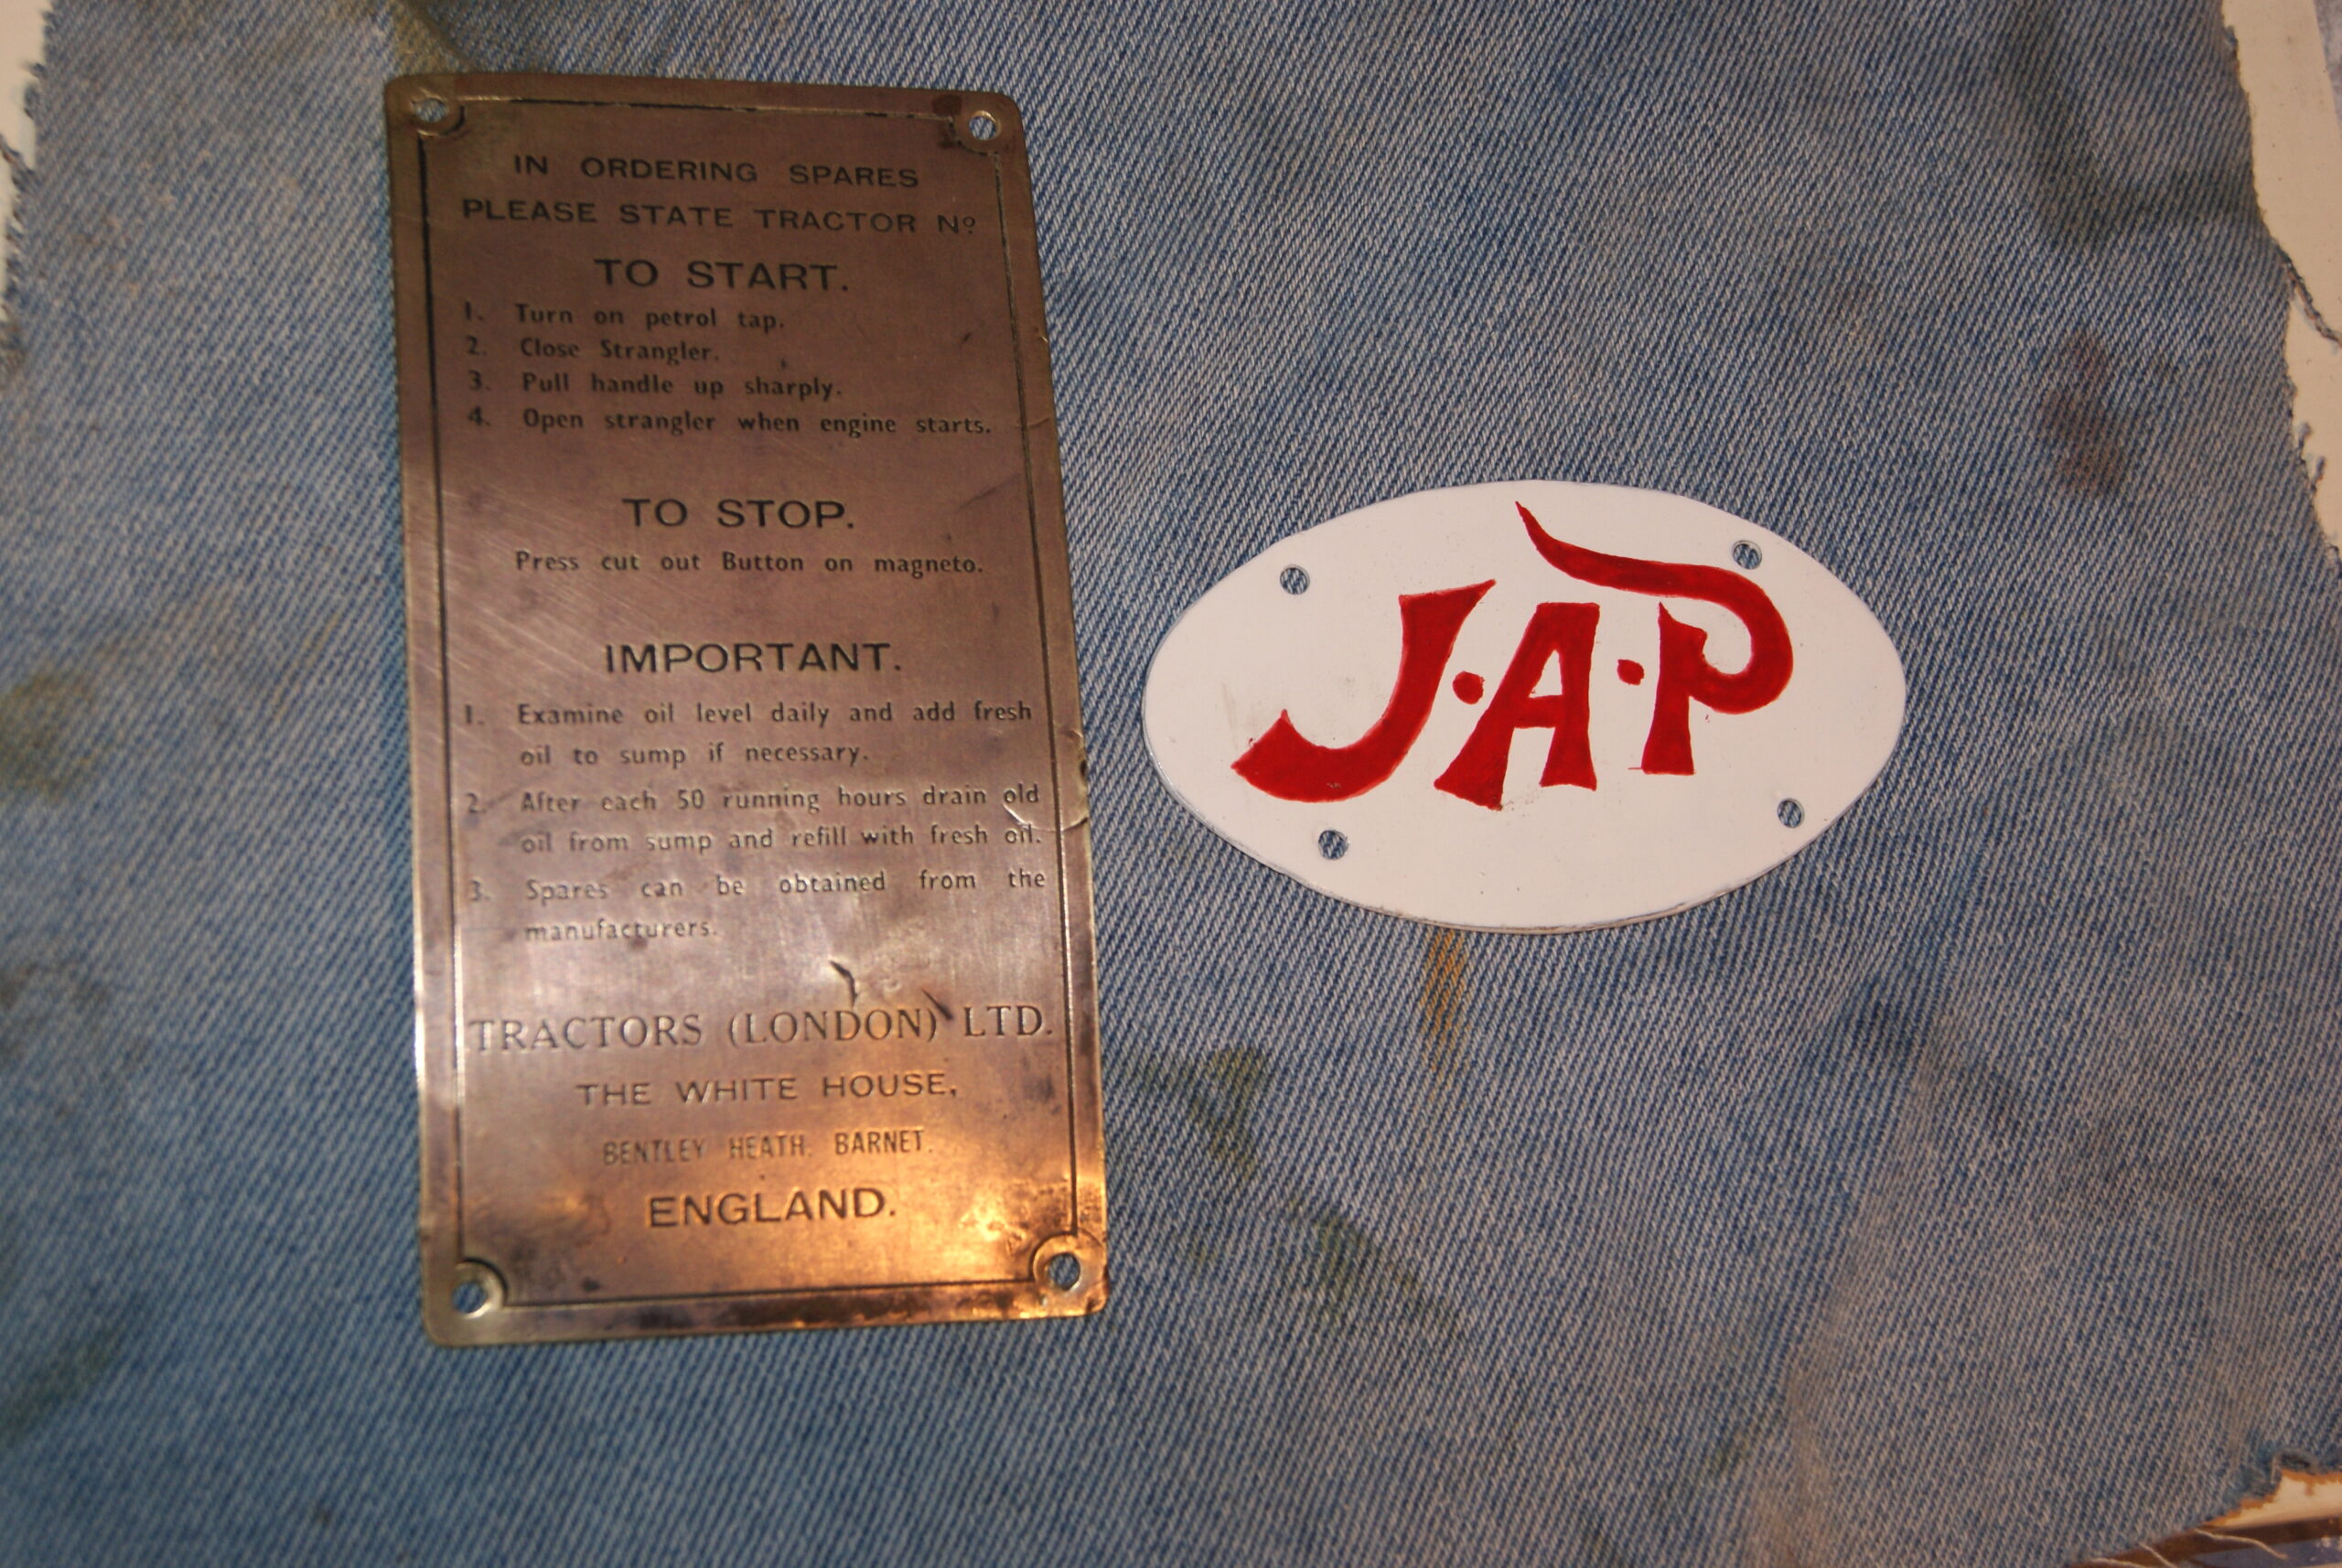 IN ORDERING SPARES
PLEASE STATE TRACTOR Nº
TO START.
1. Turn on petrol tap.
2. Close Strangler.
3. Pull handle up sharply.
4. Open strangler when engine starts.
TO STOP.
Press cut out Button on magneto.
IMPORTANT.
1. Examine oil level daily and add fresh
oil to sump if necessary.
2. After each 50 running hours drain old
oil from sump and refill with fresh oil.
3. Spares can be obtained from the
manufacturers.
TRACTORS (LONDON) LTD.
THE WHITE HOUSE,
BENTLEY HEATH. BARNET.
ENGLAND.
J·A·P